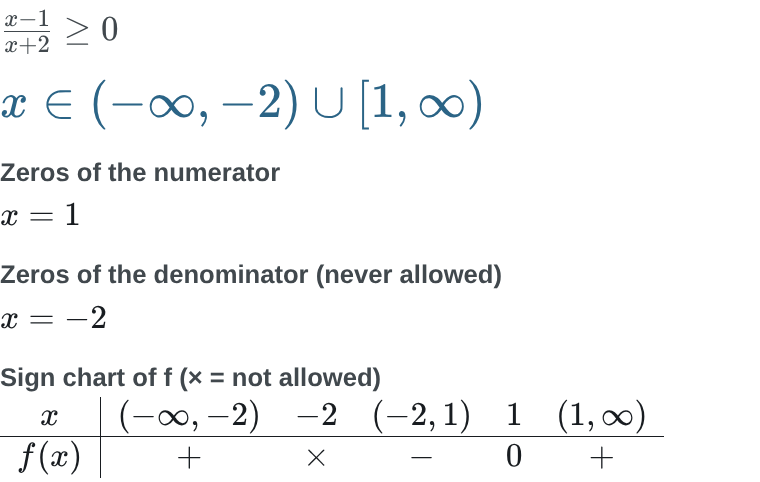 x−1/x+2 ≥ 0
x ∈ (−∞, −2) ∪ [1, ∞)
Zeros of the numerator
x = 1
Zeros of the denominator (never allowed)
x = −2
Sign chart of f (× = not allowed)
x (−∞, −2) −2 (−2, 1) 1 (1, ∞)
f(x) + × − 0 +